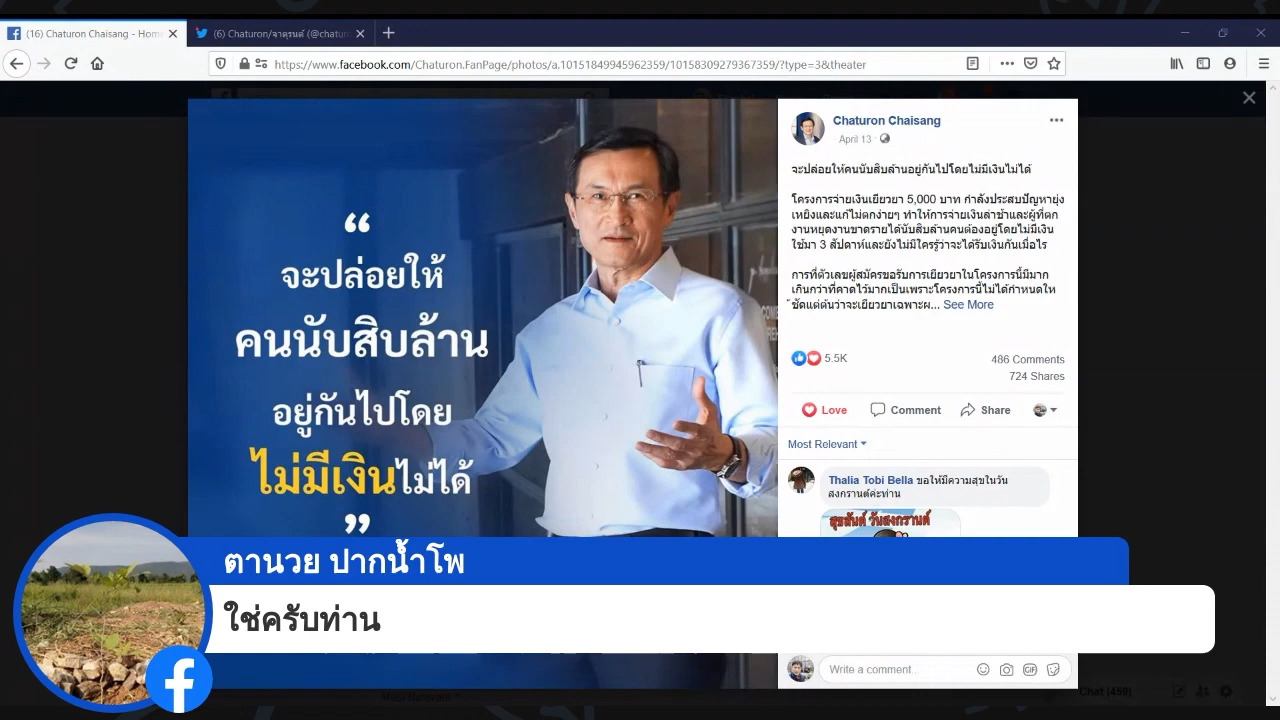 (16) Chaturon Chaisang - Home
(6) Chaturon/จาตุรนต์ (@chatur
https://www.facebook.com/Chaturon.FanPage/photos/a.10151849945962359/10158309279367359/?type=3&theater
“
จะปล่อยให้
คนนับสิบล้าน
อยู่กันไปโดย
ไม่มีเงินไม่ได้
”
Chaturon Chaisang
April 13
จะปล่อยให้คนนับสิบล้านอยู่กันไปโดยไม่มีเงินไม่ได้
โครงการจ่ายเงินเยียวยา 5,000 บาท กำลังประสบปัญหายุ่ง
เหยิงและแก้ไม่ตกง่ายๆ ทำให้การจ่ายเงินล่าช้าและผู้ที่ตก
งานหยุดงานขาดรายได้นับสิบล้านคนต้องอยู่โดยไม่มีเงิน
ใช้มา 3 สัปดาห์และยังไม่มีใครรู้ว่าจะได้รับเงินกันเมื่อไร
การที่ตัวเลขผู้สมัครขอรับการเยียวยาในโครงการนี้มีมาก
เกินกว่าที่คาดไว้มากเป็นเพราะโครงการนี้ไม่ได้กำหนดให
้ชัดแต่ต้นว่าจะเยียวยาเฉพาะผ... See More
5.5K
486 Comments
724 Shares
Love Comment Share
Most Relevant
Thalia Tobi Bella ขอให้มีความสุขในวัน
สงกรานต์ค่ะท่าน
สุขสันต์ วันสงกรานต์
ตานวย ปากน้ำโพ
ใช่ครับท่าน
Write a comment...
GIF
Chat (459)